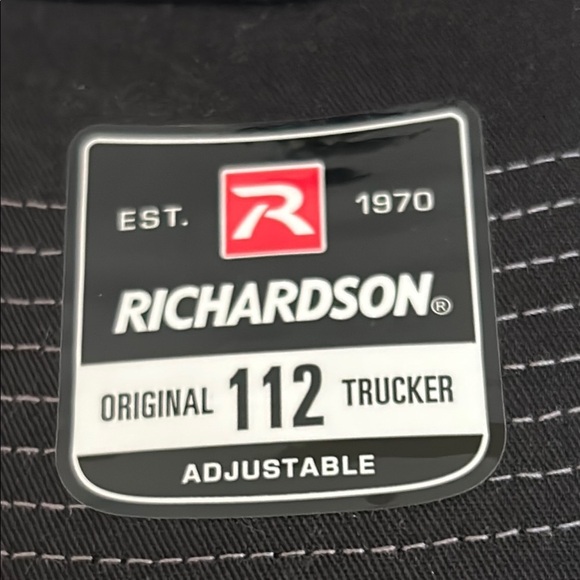 EST. R 1970
RICHARDSON®
ORIGINAL 112 TRUCKER
ADJUSTABLE